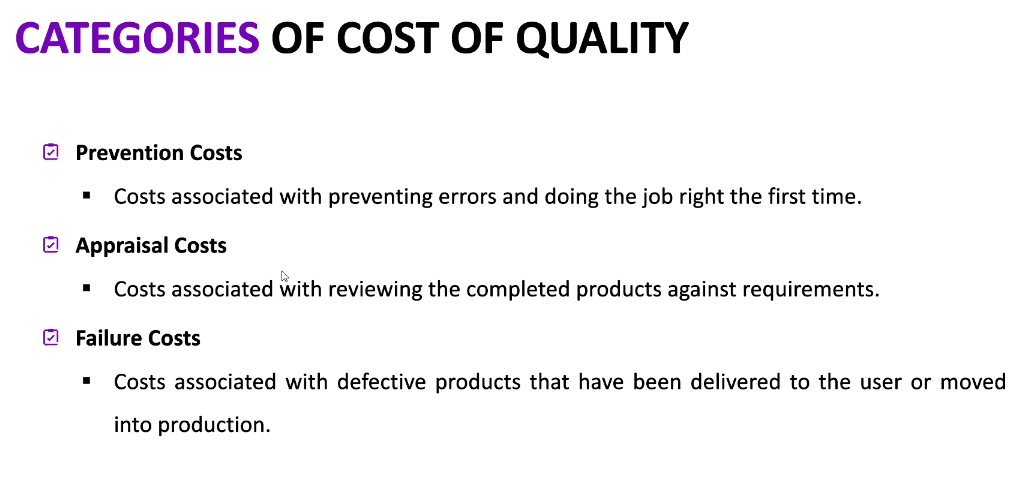 CATEGORIES OF COST OF QUALITY
Prevention Costs
Costs associated with preventing errors and doing the job right the first time.
Appraisal Costs
Costs associated with reviewing the completed products against requirements.
Failure Costs
Costs associated with defective products that have been delivered to the user or moved
into production.